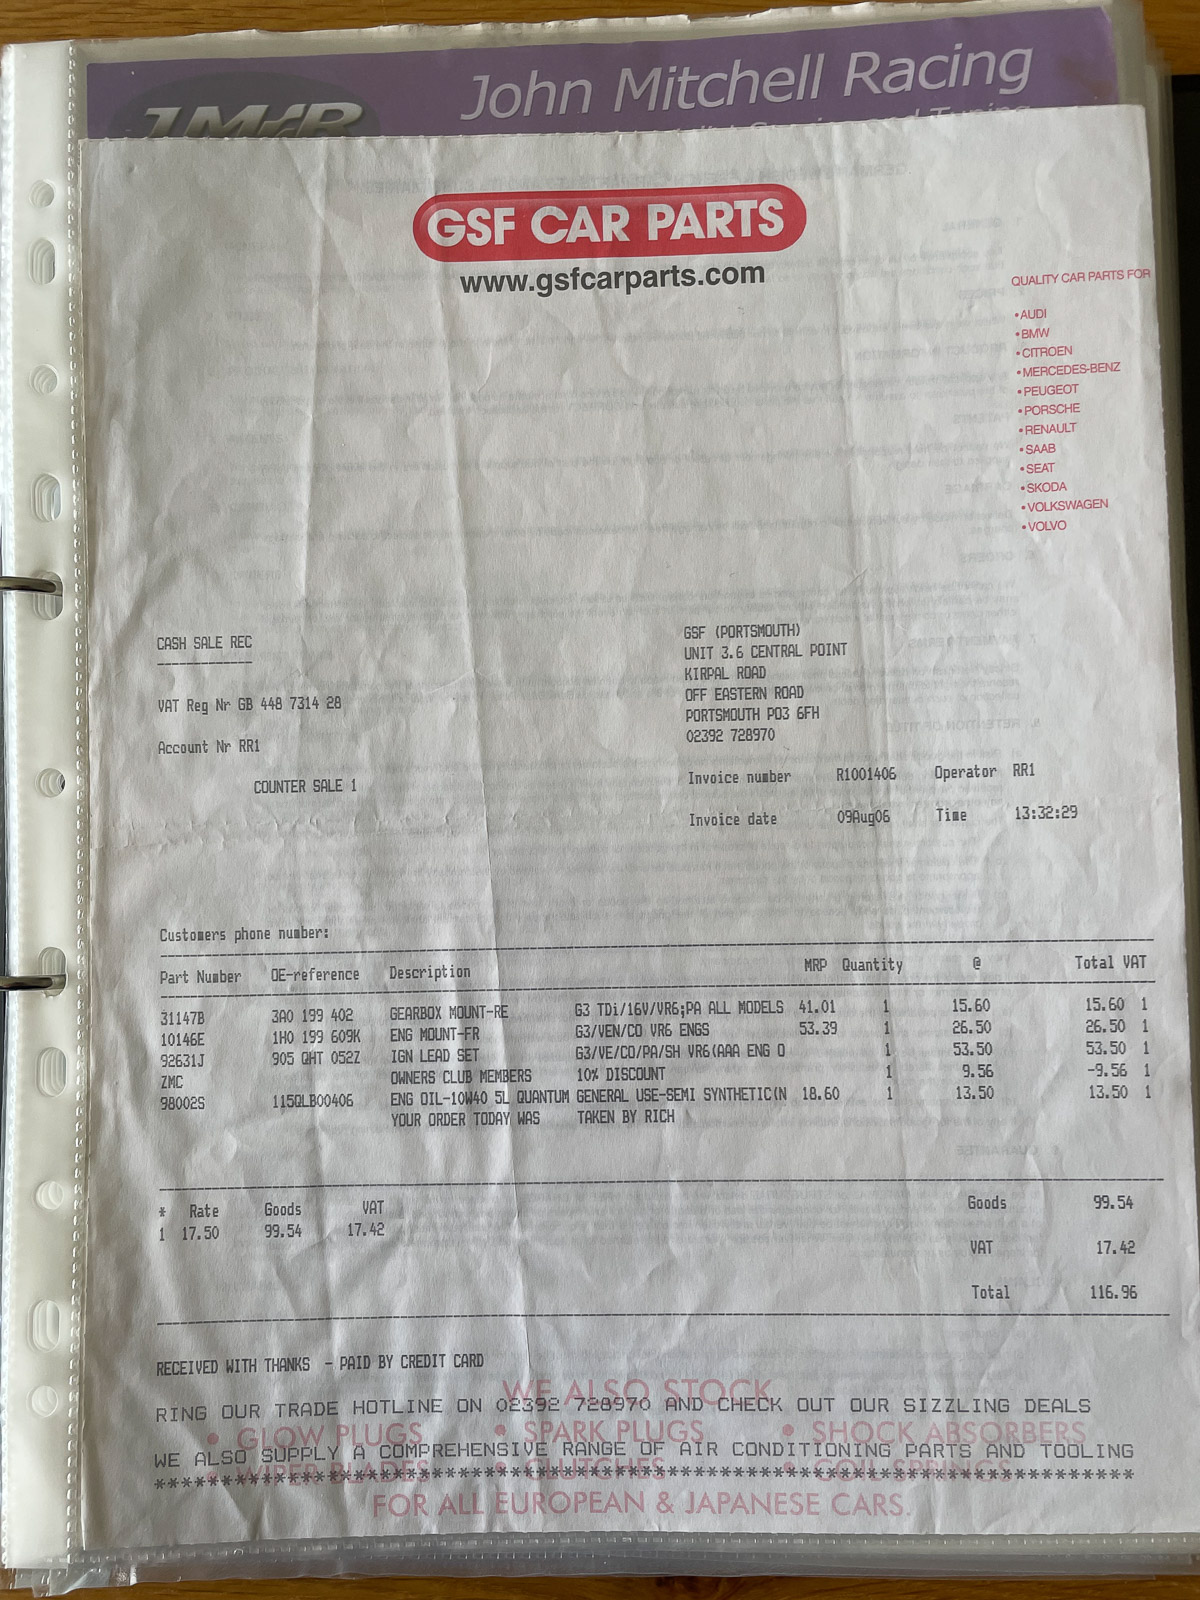 John Mitchell Racing
GSF CAR PARTS
www.gsfcarparts.com
QUALITY CAR PARTS FOR
• AUDI
• BMW
• CITROEN
• MERCEDES-BENZ
• PEUGEOT
• PORSCHE
• RENAULT
• SAAB
• SEAT
• SKODA
• VOLKSWAGEN
• VOLVO
CASH SALE REC
VAT Reg Nr GB 448 7314 28
Account Nr RR1
COUNTER SALE 1
GSF (PORTSMOUTH)
UNIT 3.6 CENTRAL POINT
KIRPAL ROAD
OFF EASTERN ROAD
PORTSMOUTH PO3 6FH
02392 728970
Invoice number R1001406 Operator RR1
Invoice date 09Aug06 Time 13:32:29
Customers phone number:
Part Number OE-reference Description MRP Quantity @ Total VAT
31147B 3A0 199 402 GEARBOX MOUNT-RE G3 TDi/16V/VR6;PA ALL MODELS 41.01 1 15.60 15.60 1
10146E 1H0 199 609K ENG MOUNT-FR G3/VEN/CO VR6 ENGS 53.39 1 26.50 26.50 1
92631J 905 QHT 052Z IGN LEAD SET G3/VE/CO/PA/SH VR6(AAA ENG O 1 53.50 53.50 1
ZMC OWNERS CLUB MEMBERS 10% DISCOUNT 1 9.56 -9.56 1
98002S 115QLB00406 ENG OIL-10W40 5L QUANTUM GENERAL USE-SEMI SYNTHETIC(N 18.60 1 13.50 13.50 1
YOUR ORDER TODAY WAS TAKEN BY RICH
* Rate Goods VAT
1 17.50 99.54 17.42
Goods 99.54
VAT 17.42
Total 116.96
RECEIVED WITH THANKS - PAID BY CREDIT CARD
WE ALSO STOCK
RING OUR TRADE HOTLINE ON 02392 728970 AND CHECK OUT OUR SIZZLING DEALS
• GLOW PLUGS • SPARK PLUGS • SHOCK ABSORBERS
WE ALSO SUPPLY A COMPREHENSIVE RANGE OF AIR CONDITIONING PARTS AND TOOLING
• WIPER BLADES • CLUTCHES • COIL SPRINGS
FOR ALL EUROPEAN & JAPANESE CARS.